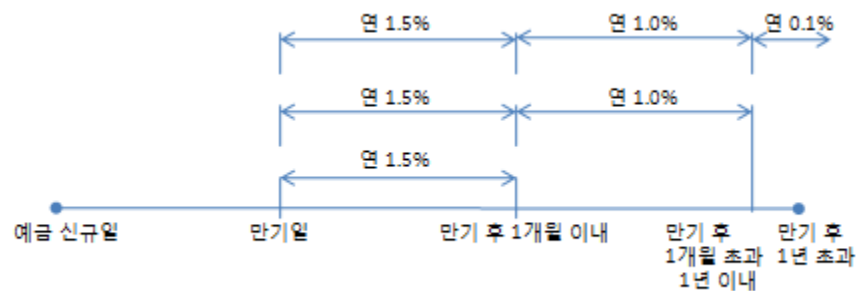 연 1.5%
연 1.0%
연 0.1%
연 1.5%
연 1.0%
연 1.5%
예금 신규일
만기일
만기 후 1개월 이내
만기 후
1개월 초과
1년 이내
만기 후
1년 초과